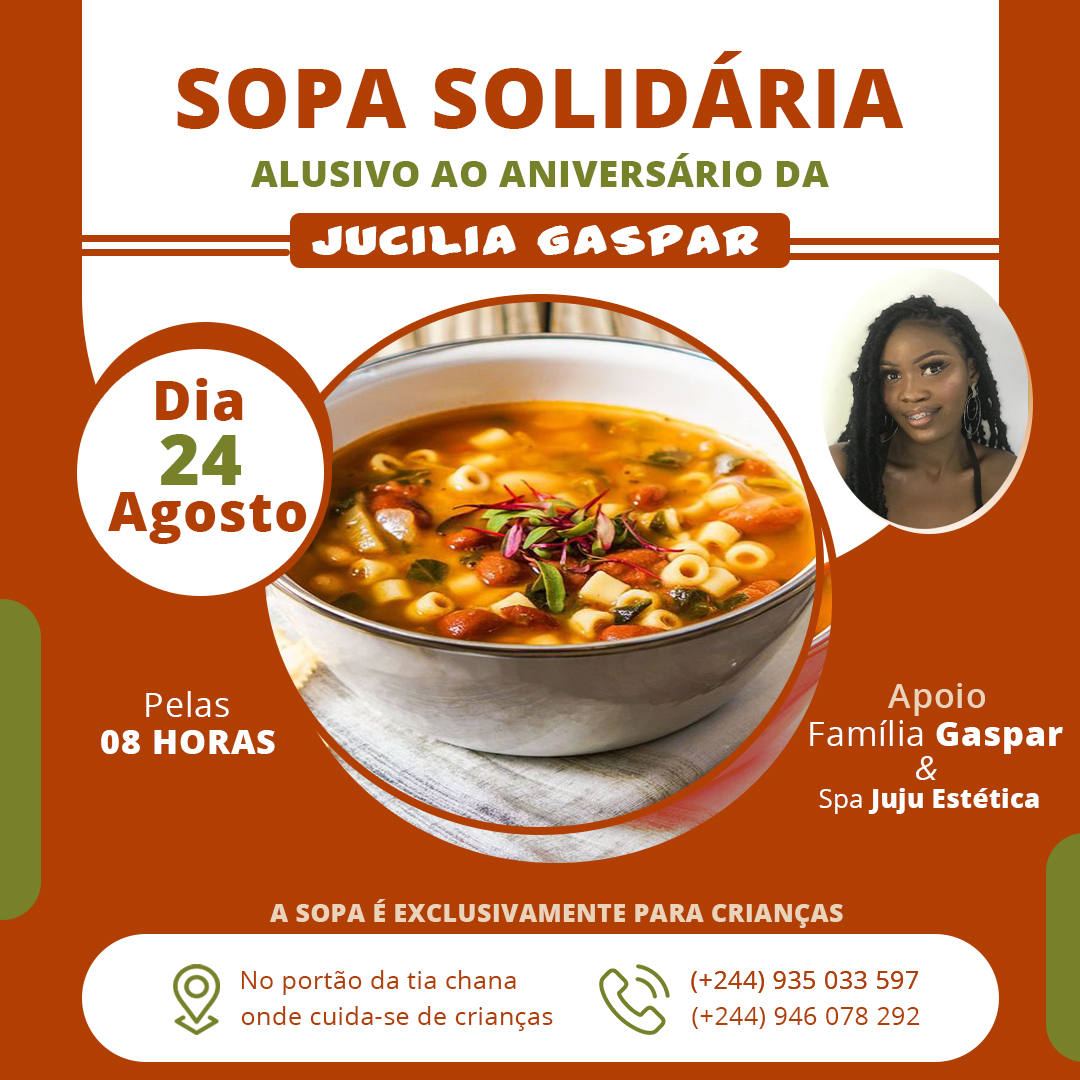 SOPA SOLIDÁRIA
ALUSIVO AO ANIVERSÁRIO DA
JUCILIA GASPAR
Dia
24
Agosto
Pelas
08 HORAS
Apoio
Família Gaspar
&
Spa Juju Estética
A SOPA É EXCLUSIVAMENTE PARA CRIANÇAS
No portão da tia chana
onde cuida-se de crianças
(+244) 935 033 597
(+244) 946 078 292